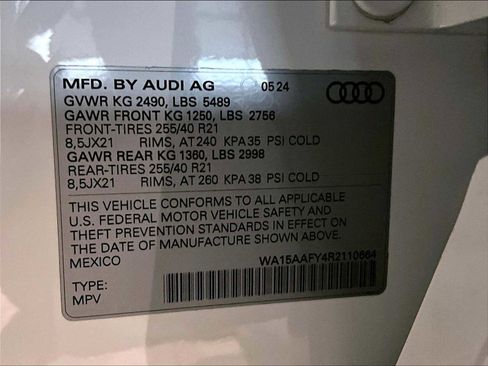 MFD. BY AUDI AG 05 24
GVWR KG 2490, LBS 5489
GAWR FRONT KG 1250, LBS 2756
FRONT-TIRES 255/40 R21
8,5JX21 RIMS, AT 240 KPA 35 PSI COLD
GAWR REAR KG 1360, LBS 2998
REAR-TIRES 255/40 R21
8,5JX21 RIMS, AT 260 KPA 38 PSI COLD
THIS VEHICLE CONFORMS TO ALL APPLICABLE
U.S. FEDERAL MOTOR VEHICLE SAFETY AND
THEFT PREVENTION STANDARDS IN EFFECT ON
THE DATE OF MANUFACTURE SHOWN ABOVE.
MEXICO WA15AAFY4R2110664
TYPE:
MPV